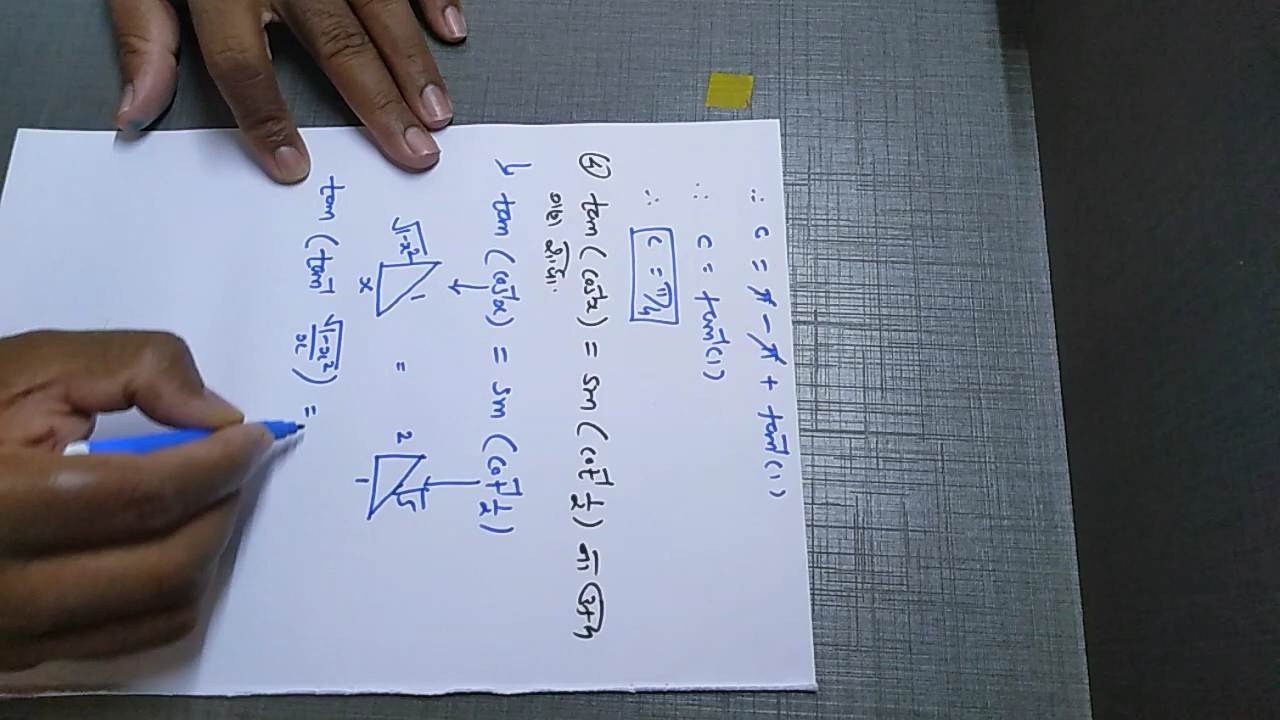 ∴ c = π - π + tan⁻¹(1)
∴ c = tan⁻¹(1)
∴ c = π/4
④ tan(cos⁻¹x) = sin(cot⁻¹ 1/2)
↳ tan(cos⁻¹x) = sin(cot⁻¹ 1/2)
√1-x² 1 x = 2 √5 1
tan(tan⁻¹ √1-x²/x) =